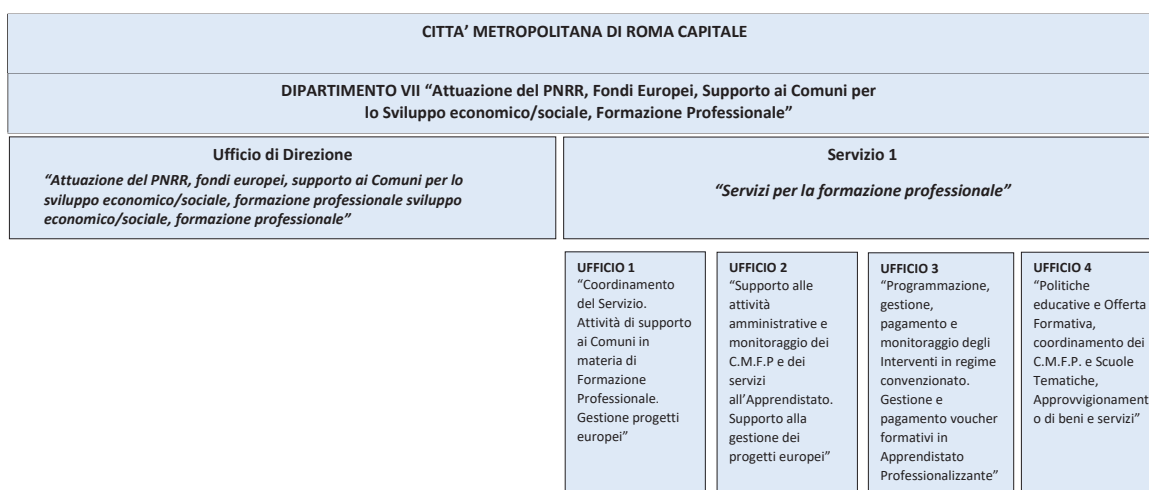 CITTA’ METROPOLITANA DI ROMA CAPITALE
DIPARTIMENTO VII “Attuazione del PNRR, Fondi Europei, Supporto ai Comuni per
lo Sviluppo economico/sociale, Formazione Professionale”
Ufficio di Direzione
“Attuazione del PNRR, fondi europei, supporto ai Comuni per lo
sviluppo economico/sociale, formazione professionale sviluppo
economico/sociale, formazione professionale”
Servizio 1
“Servizi per la formazione professionale”
UFFICIO 1
“Coordinamento
del Servizio.
Attività di supporto
ai Comuni in
materia di
Formazione
Professionale.
Gestione progetti
europei”
UFFICIO 2
“Supporto alle
attività
amministrative e
monitoraggio dei
C.M.F.P e dei
servizi
all’Apprendistato.
Supporto alla
gestione dei
progetti europei”
UFFICIO 3
“Programmazione,
gestione,
pagamento e
monitoraggio degli
Interventi in regime
convenzionato.
Gestione e
pagamento voucher
formativi in
Apprendistato
Professionalizzante”
UFFICIO 4
“Politiche
educative e Offerta
Formativa,
coordinamento dei
C.M.F.P. e Scuole
Tematiche,
Approvvigionament
o di beni e servizi”